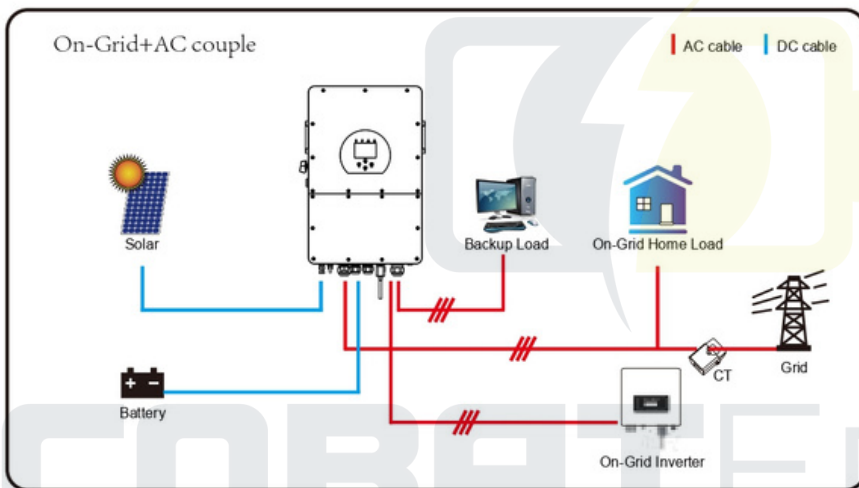 On-Grid+AC couple
AC cable
DC cable
Solar
Backup Load
On-Grid Home Load
Battery
CT
Grid
On-Grid Inverter